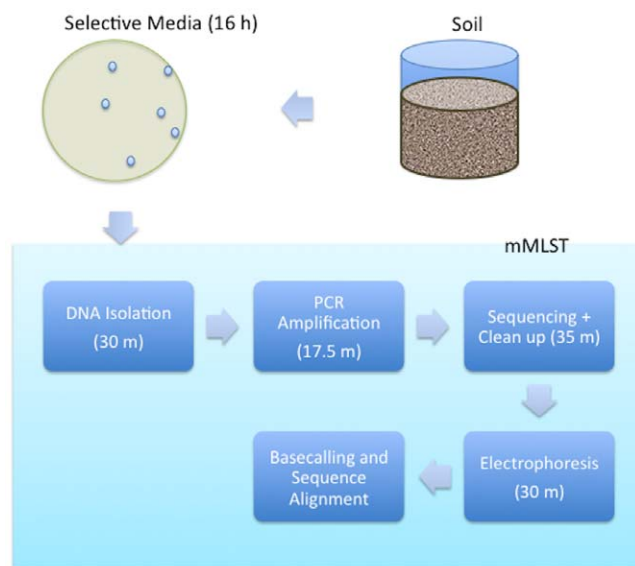 Selective Media (16 h)
Soil
mMLST
DNA Isolation
(30 m)
PCR
Amplification
(17.5 m)
Sequencing +
Clean up (35 m)
Electrophoresis
(30 m)
Basecalling and
Sequence
Alignment